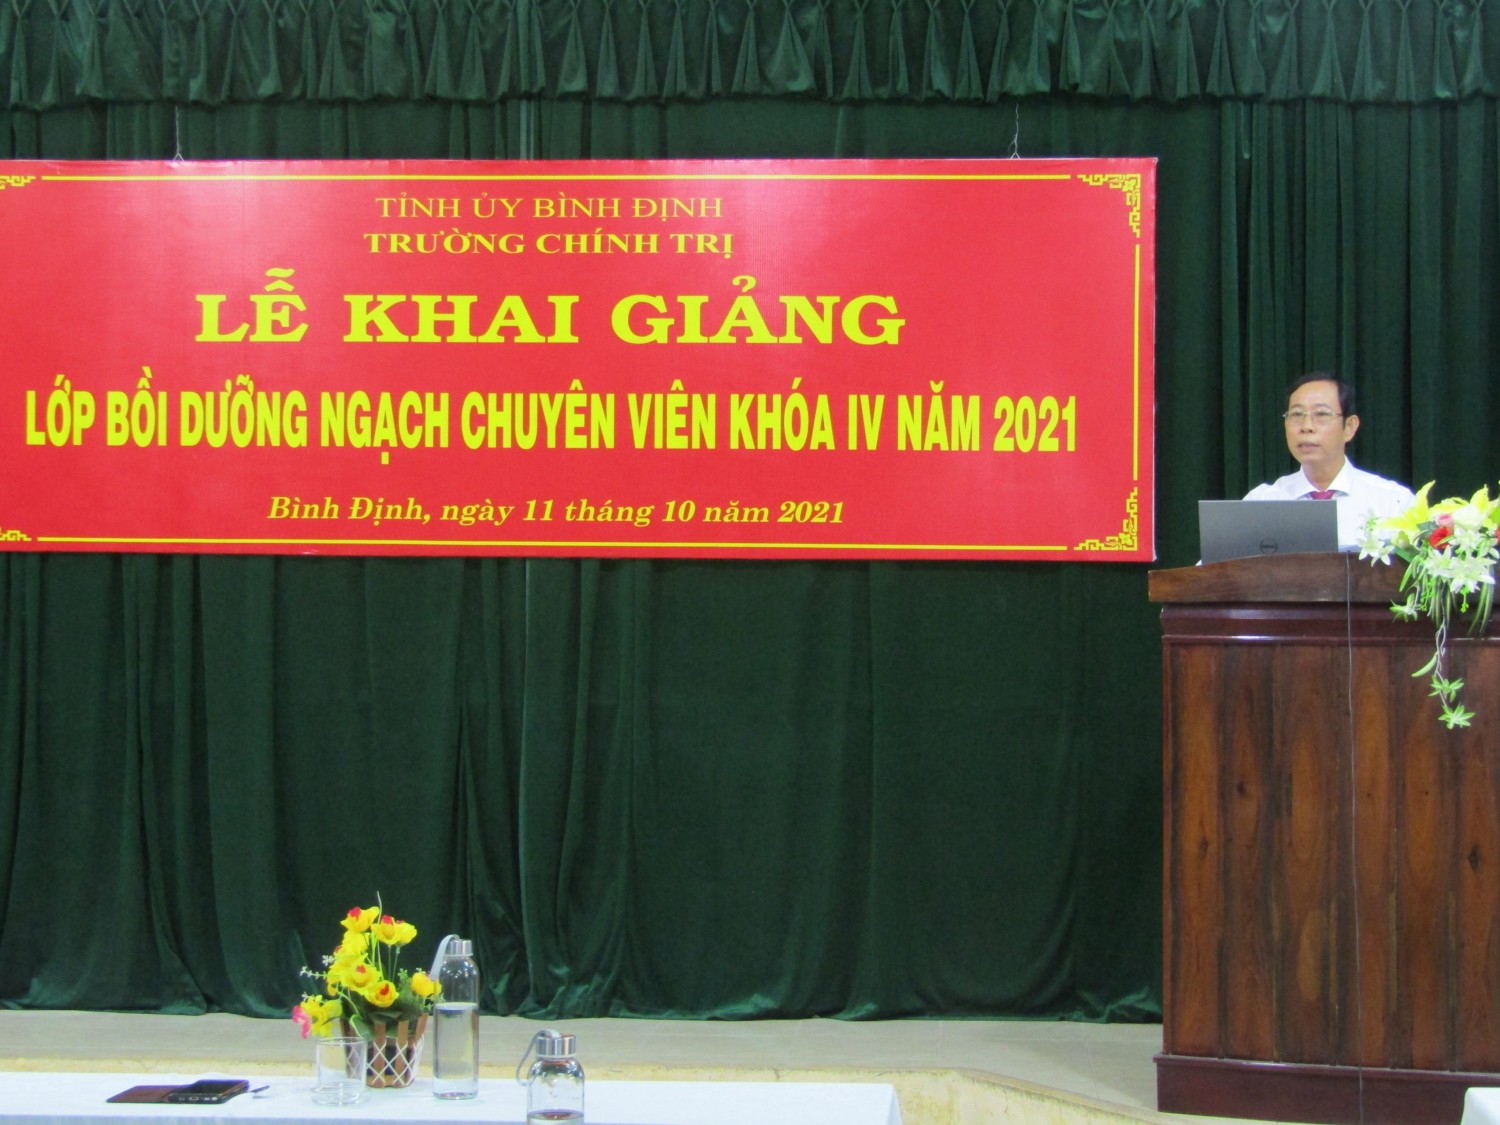 TỈNH ỦY BÌNH ĐỊNH
TRƯỜNG CHÍNH TRỊ
LỄ KHAI GIẢNG
LỚP BỒI DƯỠNG NGẠCH CHUYÊN VIÊN KHÓA IV NĂM 2021
Bình Định, ngày 11 tháng 10 năm 2021